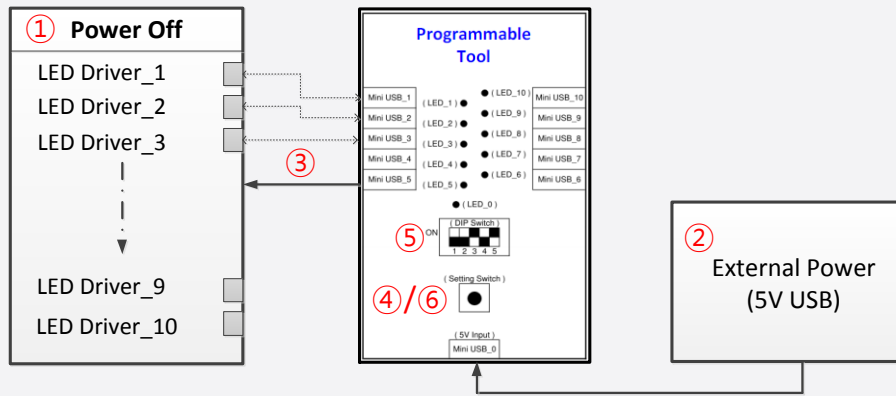 ① Power Off
LED Driver_1
LED Driver_2
LED Driver_3
LED Driver_9
LED Driver_10
③
Programmable
Tool
Mini USB_1
Mini USB_2
Mini USB_3
Mini USB_4
Mini USB_5
( LED_1 )
( LED_2 )
( LED_3 )
( LED_4 )
( LED_5 )
( LED_10 )
( LED_9 )
( LED_8 )
( LED_7 )
( LED_6 )
Mini USB_10
Mini USB_9
Mini USB_8
Mini USB_7
Mini USB_6
( LED_0 )
⑤
ON
( DIP Switch )
1 2 3 4 5
④/⑥
( Setting Switch )
( 5V Input )
Mini USB_0
②
External Power
(5V USB)